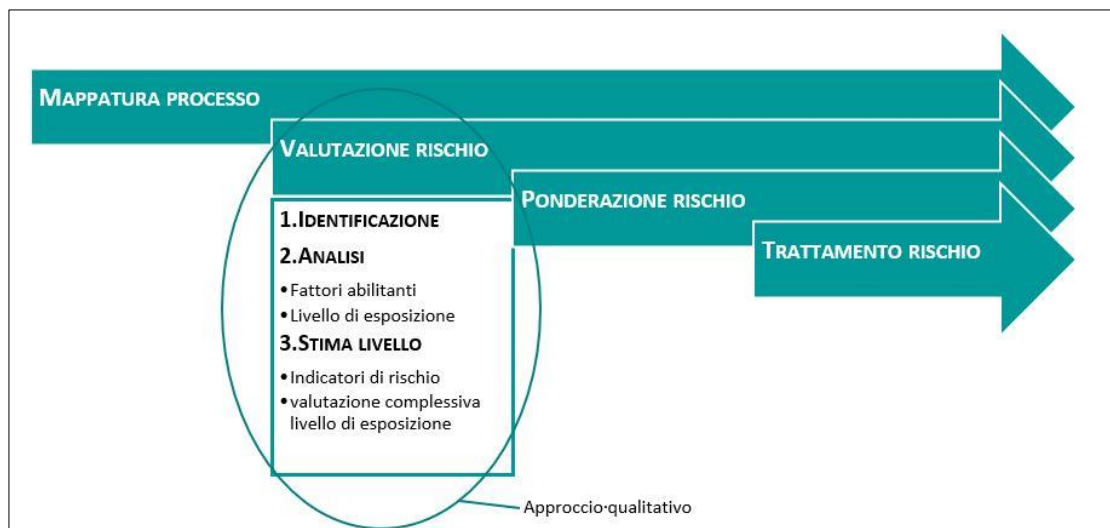 MAPPATURA PROCESSO
VALUTAZIONE RISCHIO
PONDERAZIONE RISCHIO
TRATTAMENTO RISCHIO
1.IDENTIFICAZIONE
2.ANALISI
•Fattori abilitanti
•Livello di esposizione
3.STIMA LIVELLO
•Indicatori di rischio
•valutazione complessiva
livello di esposizione
Approccio·qualitativo